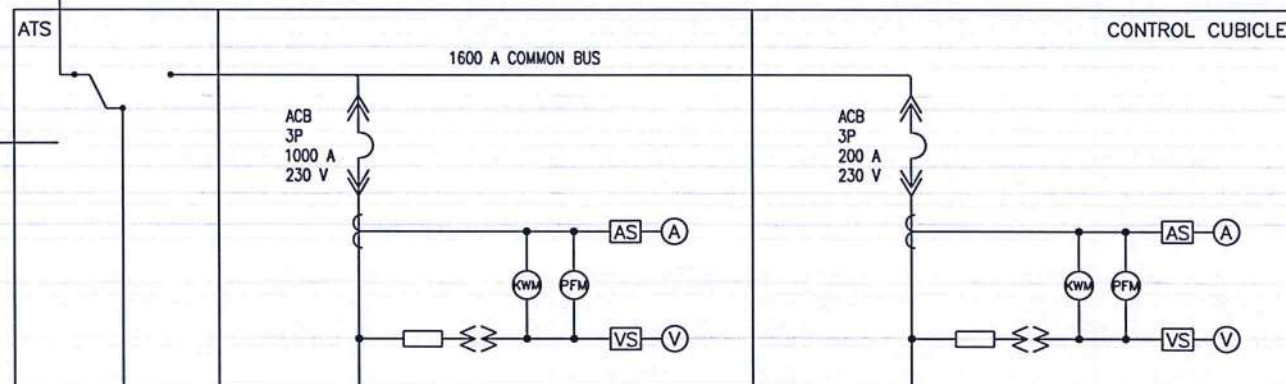 ATS
CONTROL CUBICLE
1600 A COMMON BUS
ACB
3P
1000 A
230 V
ACB
3P
200 A
230 V
AS A
AS A
KWM PFM
KWM PFM
VS V
VS V